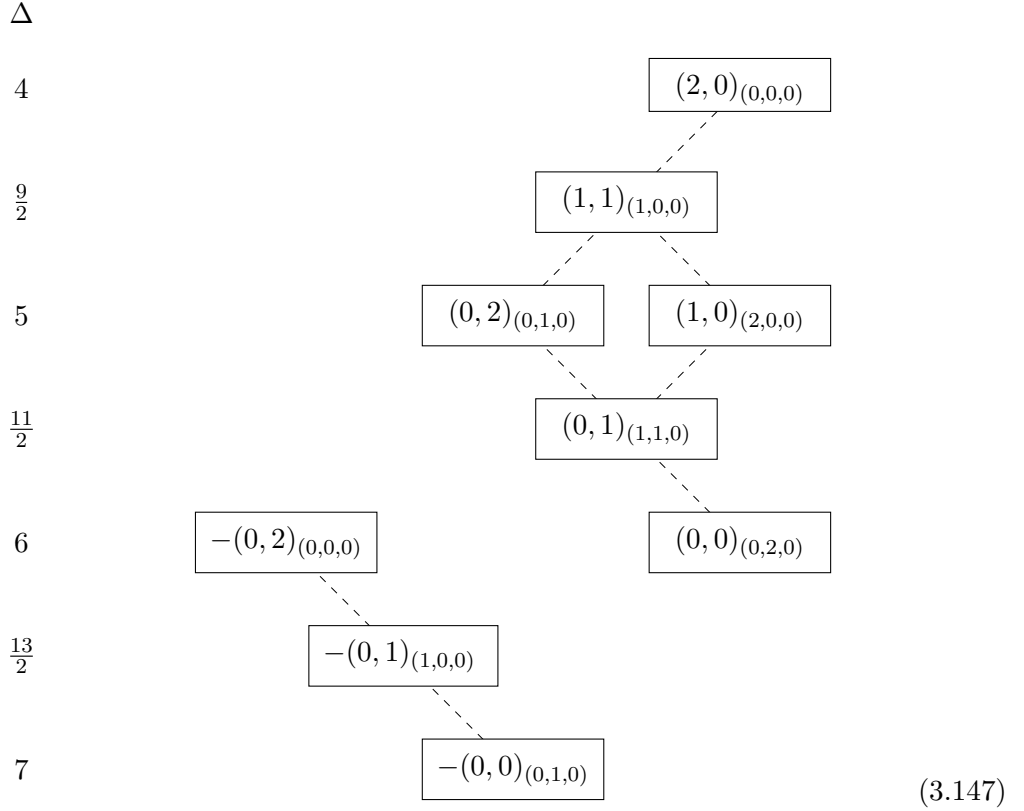 Δ
4 (2, 0)(0,0,0)
9/2 (1, 1)(1,0,0)
5 (0, 2)(0,1,0) (1, 0)(2,0,0)
11/2 (0, 1)(1,1,0)
6 −(0, 2)(0,0,0) (0, 0)(0,2,0)
13/2 −(0, 1)(1,0,0)
7 −(0, 0)(0,1,0)
(3.147)